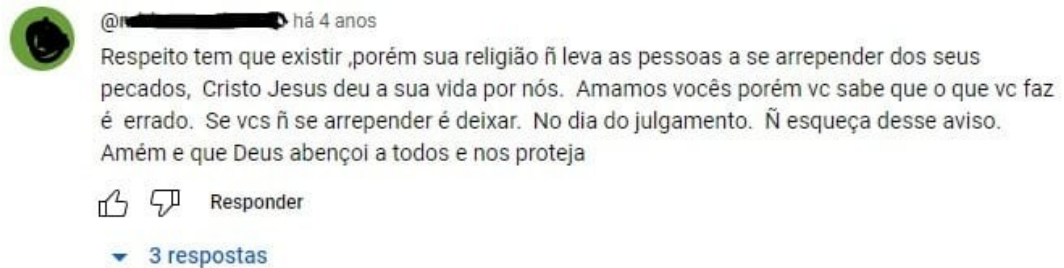 há 4 anos
Respeito tem que existir ,porém sua religião ñ leva as pessoas a se arrepender dos seus
pecados, Cristo Jesus deu a sua vida por nós. Amamos vocês porém vc sabe que o que vc faz
é errado. Se vcs ñ se arrepender é deixar. No dia do julgamento. Ñ esqueça desse aviso.
Amém e que Deus abençoi a todos e nos proteja
Responder
3 respostas